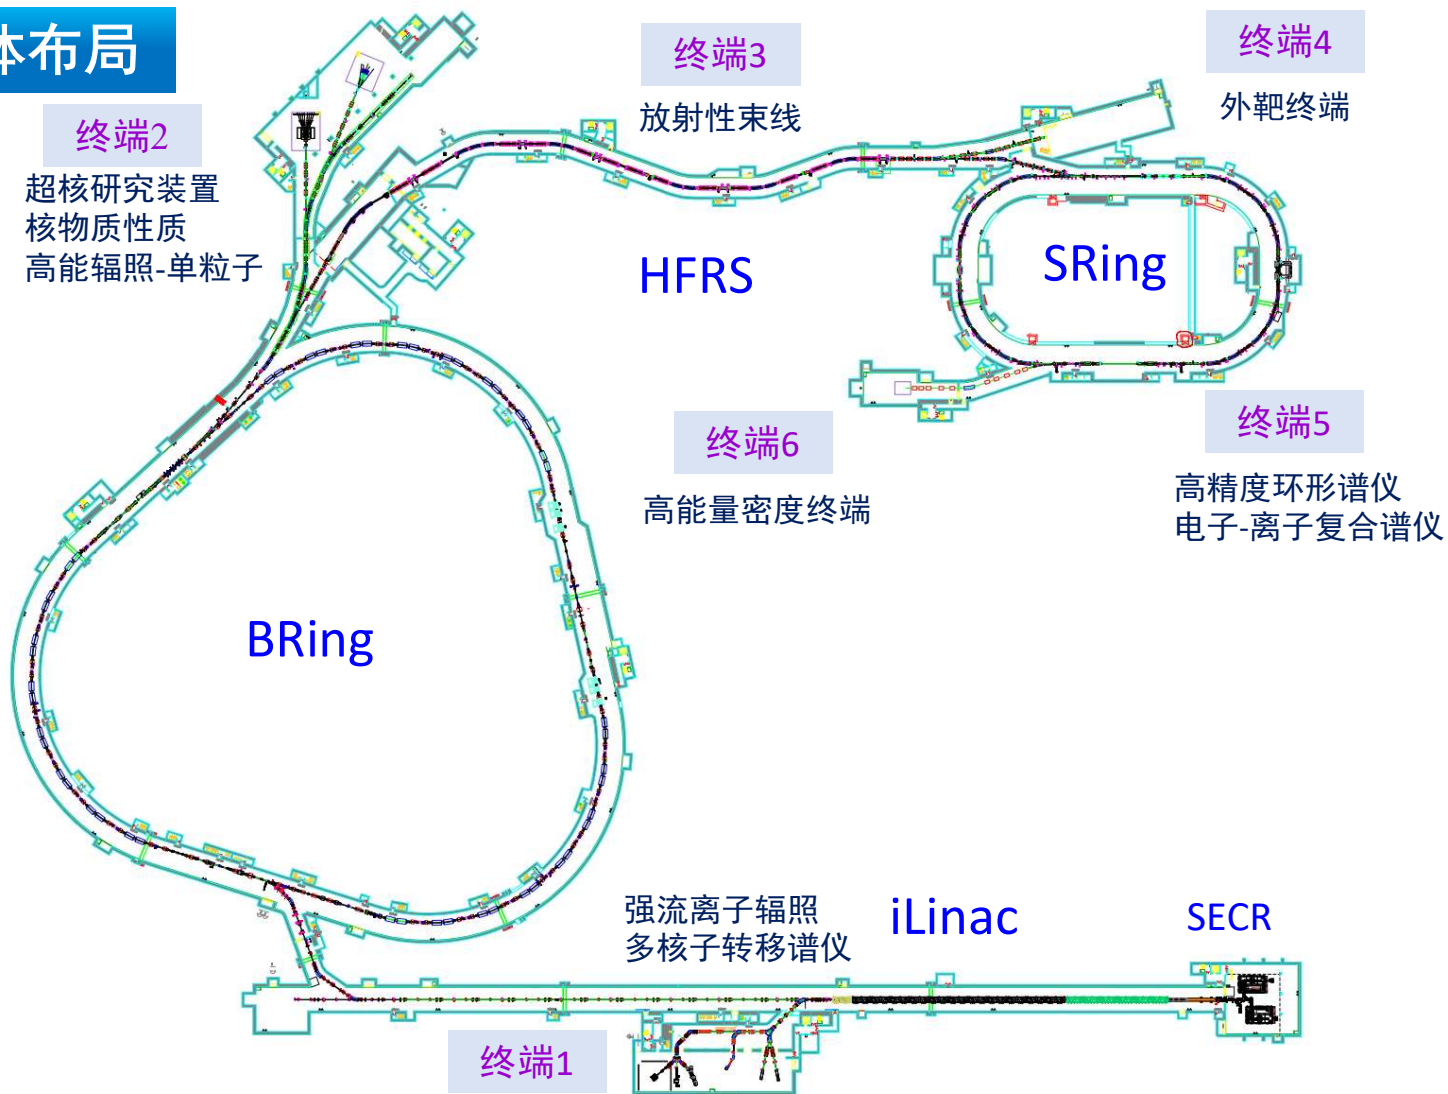 体布局
终端2
超核研究装置
核物质性质
高能辐照-单粒子
终端3
放射性束线
终端4
外靶终端
HFRS
SRing
终端6
高能量密度终端
终端5
高精度环形谱仪
电子-离子复合谱仪
BRing
强流离子辐照
多核子转移谱仪
iLinac
SECR
终端1